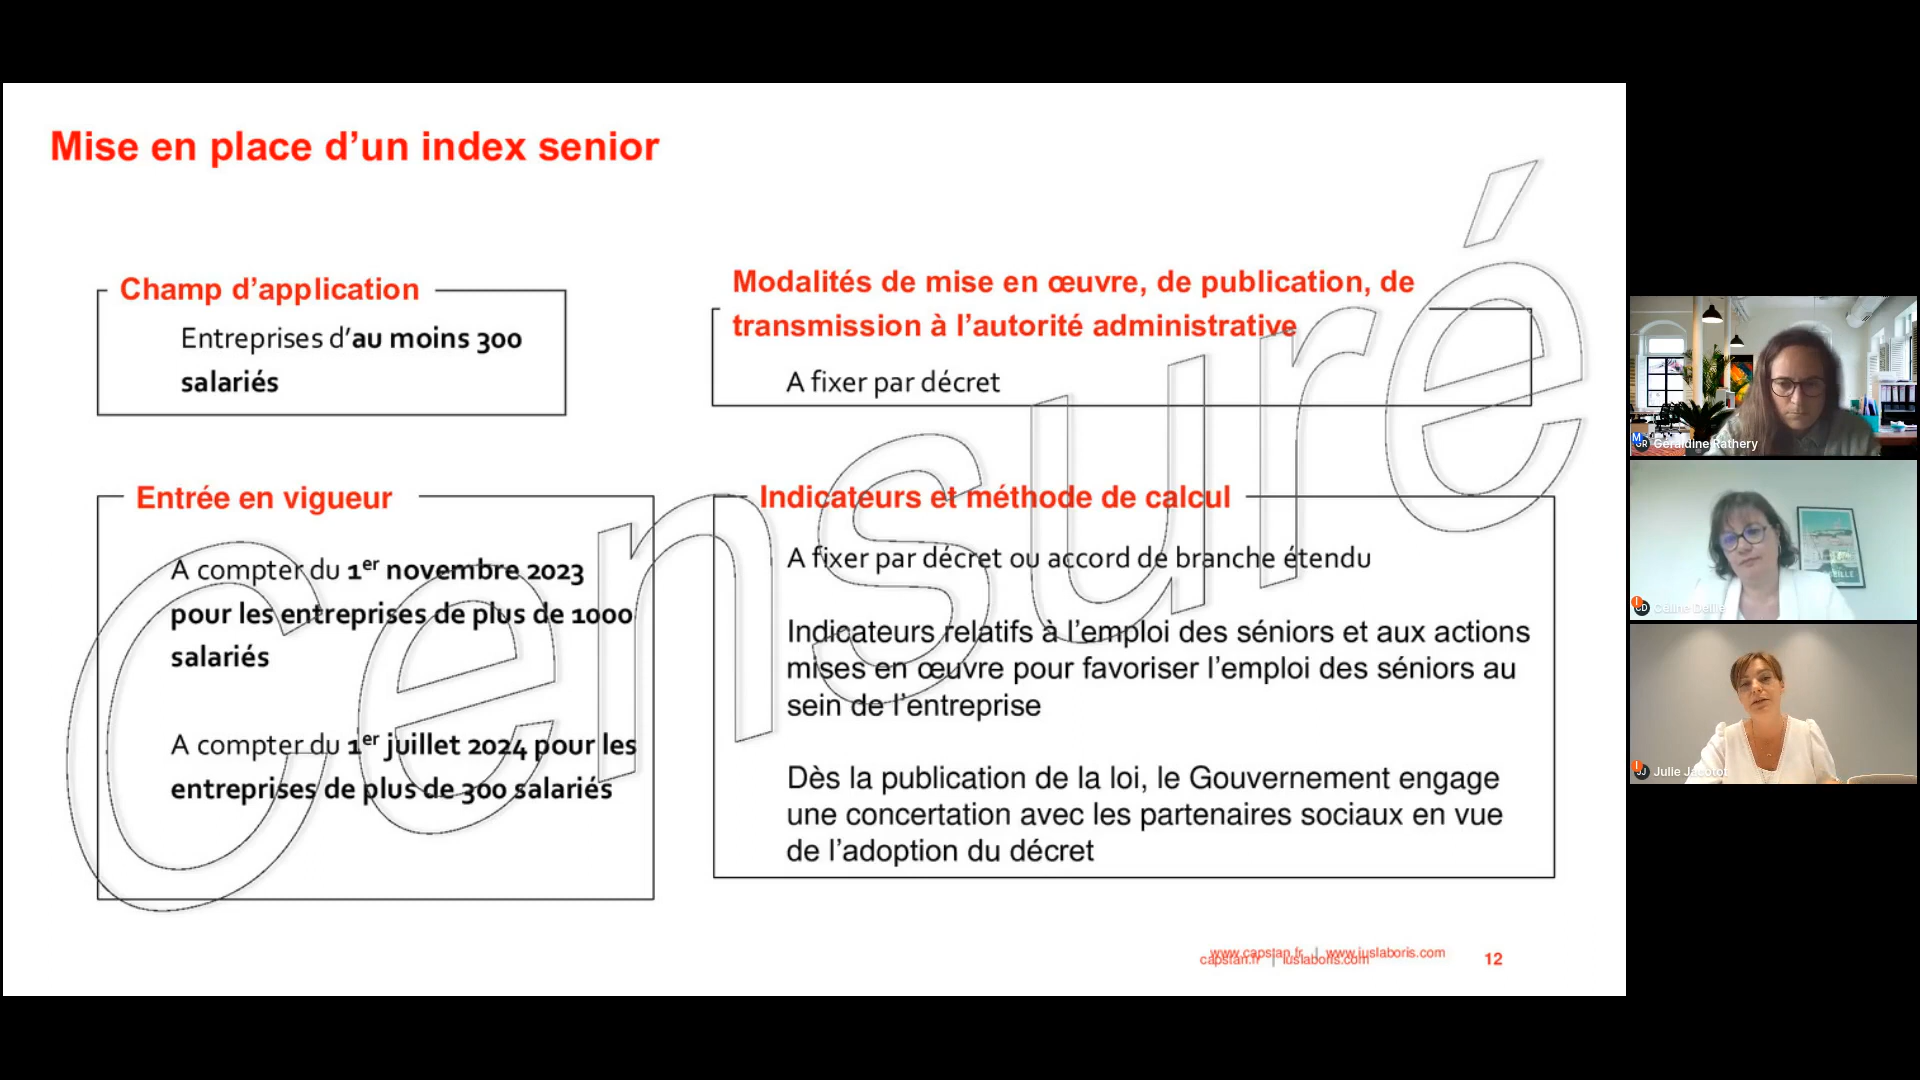 Mise en place d’un index senior
Champ d’application
Entreprises d’au moins 300
salariés
Modalités de mise en œuvre, de publication, de
transmission à l’autorité administrative
A fixer par décret
Entrée en vigueur
A compter du 1er novembre 2023
pour les entreprises de plus de 1000
salariés
A compter du 1er juillet 2024 pour les
entreprises de plus de 300 salariés
Indicateurs et méthode de calcul
A fixer par décret ou accord de branche étendu
Indicateurs relatifs à l’emploi des séniors et aux actions
mises en œuvre pour favoriser l’emploi des séniors au
sein de l’entreprise
Dès la publication de la loi, le Gouvernement engage
une concertation avec les partenaires sociaux en vue
de l’adoption du décret
Censuré
www.capstan.fr | www.iuslaboris.com
capstan.fr | iuslaboris.com
12
M
GR Géraldine Rathery
CD Céline
JJ Julie Jacotot